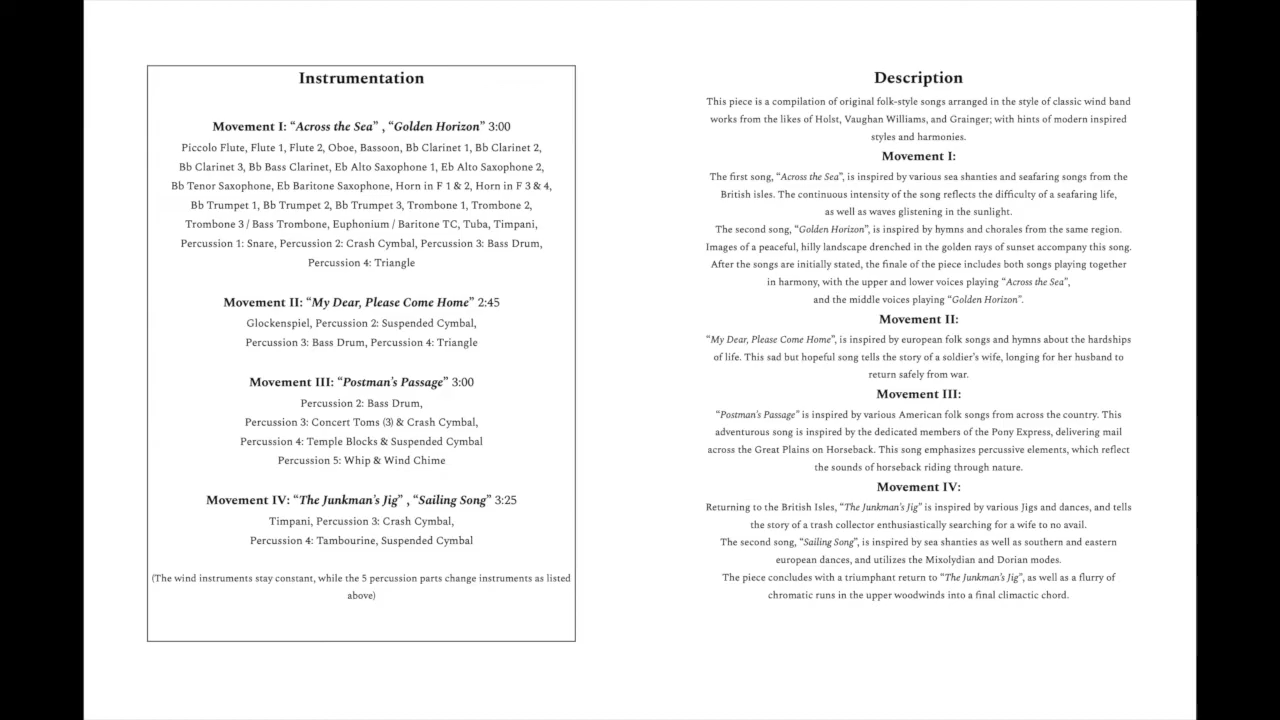 Instrumentation
Movement I: “Across the Sea” , “Golden Horizon” 3:00
Piccolo Flute, Flute 1, Flute 2, Oboe, Bassoon, Bb Clarinet 1, Bb Clarinet 2,
Bb Clarinet 3, Bb Bass Clarinet, Eb Alto Saxophone 1, Eb Alto Saxophone 2,
Bb Tenor Saxophone, Eb Baritone Saxophone, Horn in F 1 & 2, Horn in F 3 & 4,
Bb Trumpet 1, Bb Trumpet 2, Bb Trumpet 3, Trombone 1, Trombone 2,
Trombone 3 / Bass Trombone, Euphonium / Baritone TC, Tuba, Timpani,
Percussion 1: Snare, Percussion 2: Crash Cymbal, Percussion 3: Bass Drum,
Percussion 4: Triangle
Movement II: “My Dear, Please Come Home” 2:45
Glockenspiel, Percussion 2: Suspended Cymbal,
Percussion 3: Bass Drum, Percussion 4: Triangle
Movement III: “Postman’s Passage” 3:00
Percussion 2: Bass Drum,
Percussion 3: Concert Toms (3) & Crash Cymbal,
Percussion 4: Temple Blocks & Suspended Cymbal
Percussion 5: Whip & Wind Chime
Movement IV: “The Junkman’s Jig” , “Sailing Song” 3:25
Timpani, Percussion 3: Crash Cymbal,
Percussion 4: Tambourine, Suspended Cymbal
(The wind instruments stay constant, while the 5 percussion parts change instruments as listed
above)
Description
This piece is a compilation of original folk-style songs arranged in the style of classic wind band
works from the likes of Holst, Vaughan Williams, and Grainger; with hints of modern inspired
styles and harmonies.
Movement I:
The first song, “Across the Sea”, is inspired by various sea shanties and seafaring songs from the
British isles. The continuous intensity of the song reflects the difficulty of a seafaring life,
as well as waves glistening in the sunlight.
The second song, “Golden Horizon”, is inspired by hymns and chorales from the same region.
Images of a peaceful, hilly landscape drenched in the golden rays of sunset accompany this song.
After the songs are initially stated, the finale of the piece includes both songs playing together
in harmony, with the upper and lower voices playing “Across the Sea”,
and the middle voices playing “Golden Horizon”.
Movement II:
“My Dear, Please Come Home”, is inspired by european folk songs and hymns about the hardships
of life. This sad but hopeful song tells the story of a soldier’s wife, longing for her husband to
return safely from war.
Movement III:
“Postman’s Passage” is inspired by various American folk songs from across the country. This
adventurous song is inspired by the dedicated members of the Pony Express, delivering mail
across the Great Plains on Horseback. This song emphasizes percussive elements, which reflect
the sounds of horseback riding through nature.
Movement IV:
Returning to the British Isles, “The Junkman’s Jig” is inspired by various Jigs and dances, and tells
the story of a trash collector enthusiastically searching for a wife to no avail.
The second song, “Sailing Song”, is inspired by sea shanties as well as southern and eastern
european dances, and utilizes the Mixolydian and Dorian modes.
The piece concludes with a triumphant return to “The Junkman’s Jig”, as well as a flurry of
chromatic runs in the upper woodwinds into a final climactic chord.